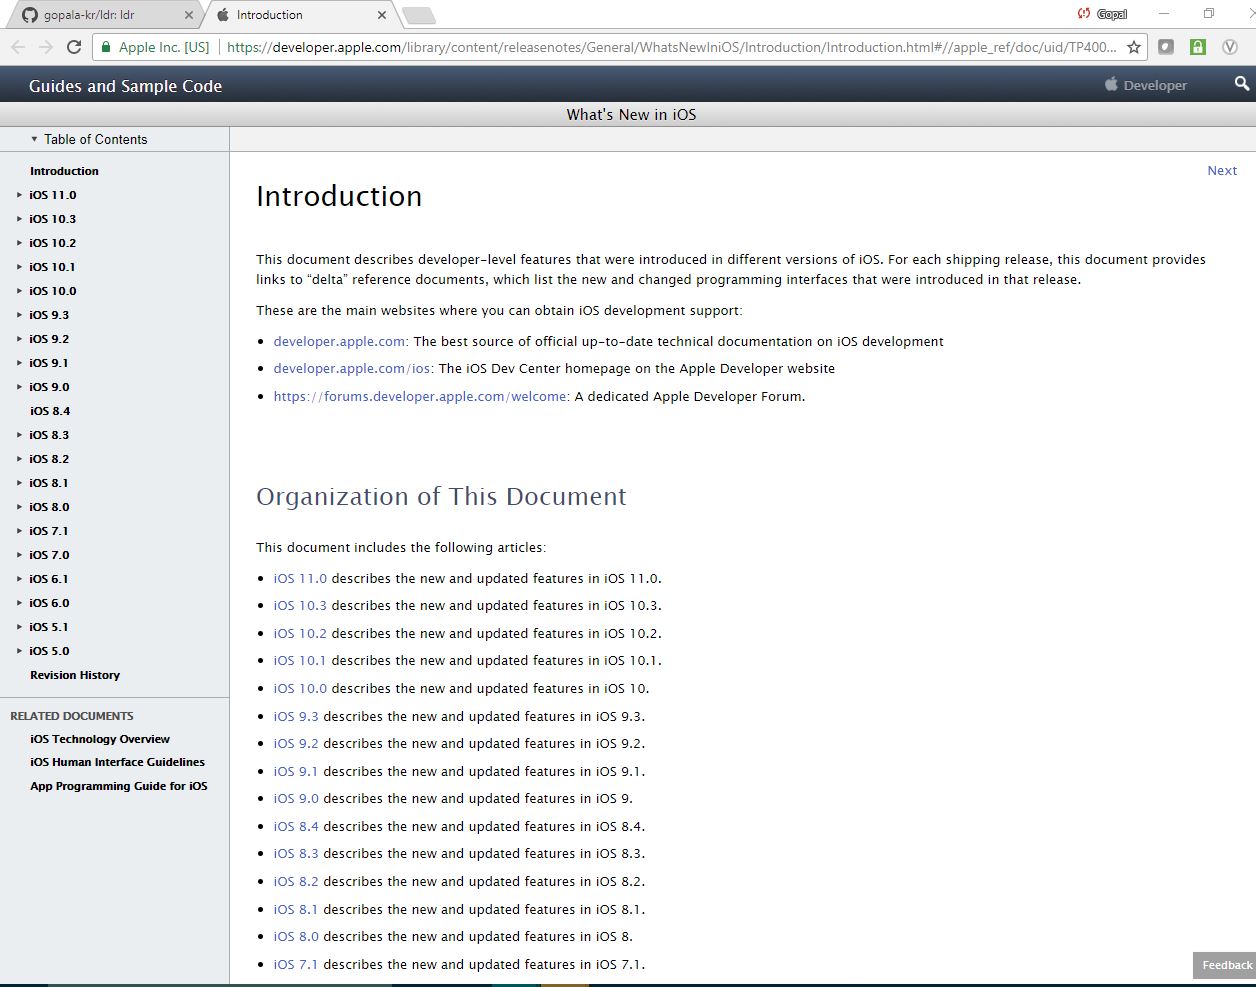 gopala-kr/ldr: ldr
Introduction
Gopal
Apple Inc. [US]
https://developer.apple.com/library/content/releasenotes/General/WhatsNewIniOS/Introduction/Introduction.html#//apple_ref/doc/uid/TP400...
Guides and Sample Code
Developer
What's New in iOS
Table of Contents
Introduction
iOS 11.0
iOS 10.3
iOS 10.2
iOS 10.1
iOS 10.0
iOS 9.3
iOS 9.2
iOS 9.1
iOS 9.0
iOS 8.4
iOS 8.3
iOS 8.2
iOS 8.1
iOS 8.0
iOS 7.1
iOS 7.0
iOS 6.1
iOS 6.0
iOS 5.1
iOS 5.0
Revision History
RELATED DOCUMENTS
iOS Technology Overview
iOS Human Interface Guidelines
App Programming Guide for iOS
Next
Introduction
This document describes developer-level features that were introduced in different versions of iOS. For each shipping release, this document provides
links to “delta” reference documents, which list the new and changed programming interfaces that were introduced in that release.
These are the main websites where you can obtain iOS development support:
• developer.apple.com: The best source of official up-to-date technical documentation on iOS development
• developer.apple.com/ios: The iOS Dev Center homepage on the Apple Developer website
• https://forums.developer.apple.com/welcome: A dedicated Apple Developer Forum.
Organization of This Document
This document includes the following articles:
• iOS 11.0 describes the new and updated features in iOS 11.0.
• iOS 10.3 describes the new and updated features in iOS 10.3.
• iOS 10.2 describes the new and updated features in iOS 10.2.
• iOS 10.1 describes the new and updated features in iOS 10.1.
• iOS 10.0 describes the new and updated features in iOS 10.
• iOS 9.3 describes the new and updated features in iOS 9.3.
• iOS 9.2 describes the new and updated features in iOS 9.2.
• iOS 9.1 describes the new and updated features in iOS 9.1.
• iOS 9.0 describes the new and updated features in iOS 9.
• iOS 8.4 describes the new and updated features in iOS 8.4.
• iOS 8.3 describes the new and updated features in iOS 8.3.
• iOS 8.2 describes the new and updated features in iOS 8.2.
• iOS 8.1 describes the new and updated features in iOS 8.1.
• iOS 8.0 describes the new and updated features in iOS 8.
• iOS 7.1 describes the new and updated features in iOS 7.1.
Feedback